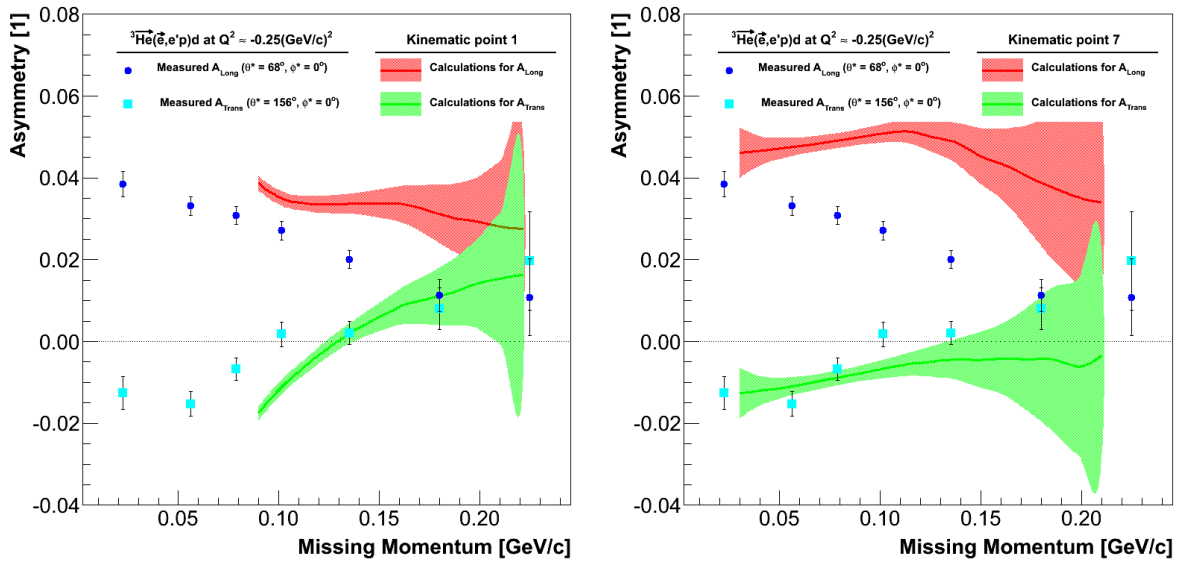 0.08
0.06
0.04
0.02
0.00
-0.02
-0.04
Asymmetry [1]
³He(e,e'p)d at Q² ≈ -0.25(GeV/c)²
Measured A_Long (θ* = 68°, ϕ* = 0°)
Measured A_Trans (θ* = 156°, ϕ* = 0°)
Kinematic point 1
Calculations for A_Long
Calculations for A_Trans
0.05 0.10 0.15 0.20
Missing Momentum [GeV/c]
0.08
0.06
0.04
0.02
0.00
-0.02
-0.04
Asymmetry [1]
³He(e,e'p)d at Q² ≈ -0.25(GeV/c)²
Measured A_Long (θ* = 68°, ϕ* = 0°)
Measured A_Trans (θ* = 156°, ϕ* = 0°)
Kinematic point 7
Calculations for A_Long
Calculations for A_Trans
0.05 0.10 0.15 0.20
Missing Momentum [GeV/c]